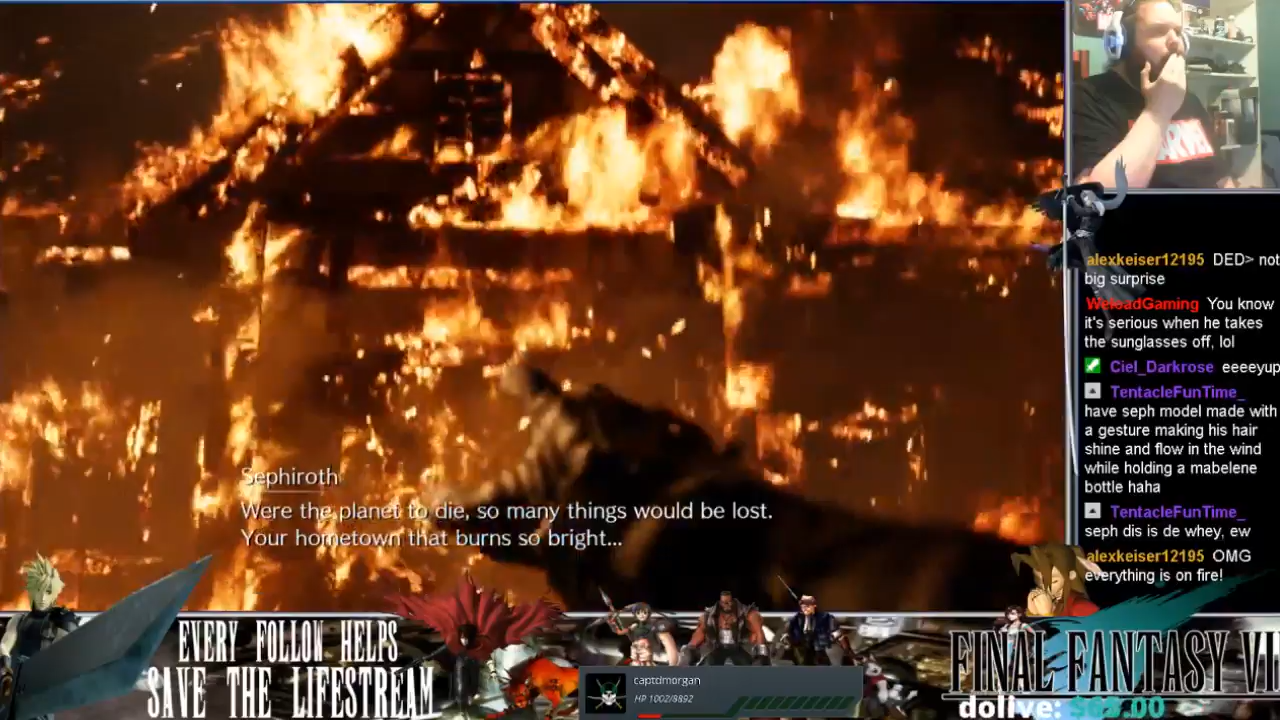 MARVEL
alexkeiser12195 DED> not
big surprise
WeloadGaming You know
it's serious when he takes
the sunglasses off, lol
Ciel_Darkrose eeeeyup
TentacleFunTime_
have seph model made with
a gesture making his hair
shine and flow in the wind
while holding a mabelene
bottle haha
TentacleFunTime_
seph dis is de whey, ew
alexkeiser12195 OMG
everything is on fire!
Sephiroth
Were the planet to die, so many things would be lost.
Your hometown that burns so bright...
EVERY FOLLOW HELPS
SAVE THE LIFESTREAM
captdmorgan
HP 1002/8892
FINAL FANTASY VI
dolive: